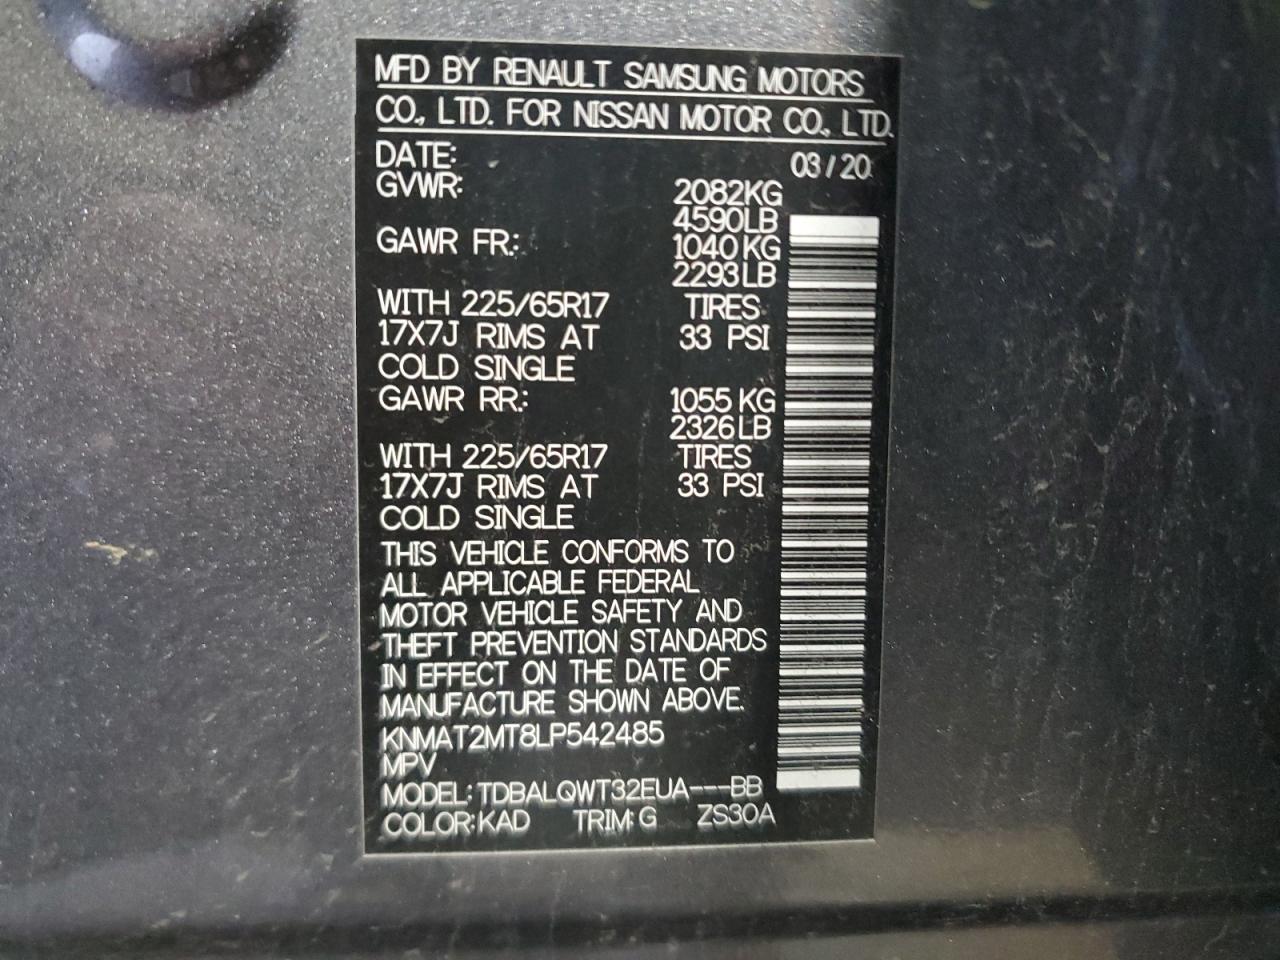 MFD BY RENAULT SAMSUNG MOTORS
CO., LTD. FOR NISSAN MOTOR CO., LTD.
DATE: 03/20
GVWR: 2082KG
4590LB
GAWR FR.: 1040KG
2293LB
WITH 225/65R17 TIRES
17X7J RIMS AT 33 PSI
COLD SINGLE
GAWR RR.: 1055KG
2326LB
WITH 225/65R17 TIRES
17X7J RIMS AT 33 PSI
COLD SINGLE
THIS VEHICLE CONFORMS TO
ALL APPLICABLE FEDERAL
MOTOR VEHICLE SAFETY AND
THEFT PREVENTION STANDARDS
IN EFFECT ON THE DATE OF
MANUFACTURE SHOWN ABOVE.
KNMAT2MT8LP542485
MPV
MODEL: TDBALQWT32EUA---BB
COLOR:KAD TRIM:G ZS30A